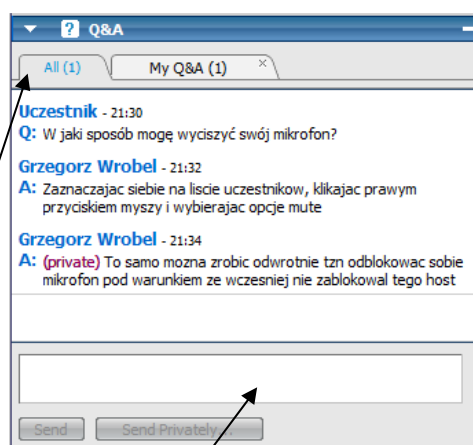 Q&A
All (1) My Q&A (1)
Uczestnik - 21:30
Q: W jaki sposób mogę wyciszyć swój mikrofon?
Grzegorz Wrobel - 21:32
A: Zaznaczajac siebie na liscie uczestnikow, klikajac prawym
przyciskiem myszy i wybierajac opcje mute
Grzegorz Wrobel - 21:34
A: (private) To samo mozna zrobic odwrotnie tzn odblokowac sobie
mikrofon pod warunkiem ze wczesniej nie zablokowal tego host
Send Send Privately...